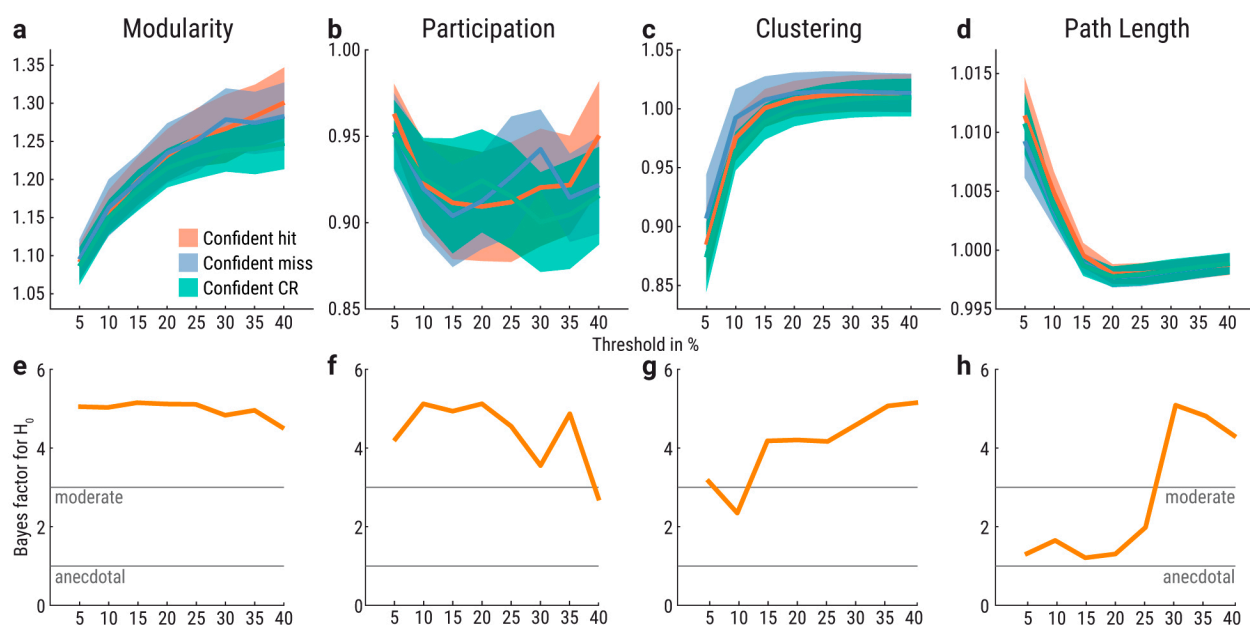 a Modularity
1.35
1.30
1.25
1.20
1.15
1.10
1.05
5 10 15 20 25 30 35 40
Confident hit
Confident miss
Confident CR
b Participation
1.00
0.95
0.90
0.85
5 10 15 20 25 30 35 40
c Clustering
1.05
1.00
0.95
0.90
0.85
5 10 15 20 25 30 35 40
d Path Length
1.015
1.010
1.005
1.000
0.995
5 10 15 20 25 30 35 40
Threshold in %
e
Bayes factor for H0
6
4
2
0
moderate
anecdotal
5 10 15 20 25 30 35 40
f
6
4
2
0
5 10 15 20 25 30 35 40
g
6
4
2
0
5 10 15 20 25 30 35 40
h
6
4
2
0
moderate
anecdotal
5 10 15 20 25 30 35 40